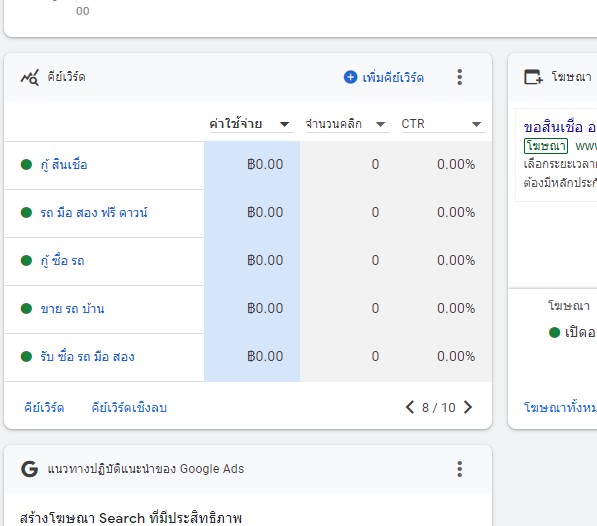 00
คีย์เวิร์ด
เพิ่มคีย์เวิร์ด
ค่าใช้จ่าย จำนวนคลิก CTR
กู้ สินเชื่อ ฿0.00 0 0.00%
รถ มือ สอง ฟรี ดาวน์ ฿0.00 0 0.00%
กู้ ซื้อ รถ ฿0.00 0 0.00%
ขาย รถ บ้าน ฿0.00 0 0.00%
รับ ซื้อ รถ มือ สอง ฿0.00 0 0.00%
คีย์เวิร์ด คีย์เวิร์ดเชิงลบ 8 / 10
โฆษณา
ขอสินเชื่อ อ
โฆษณา www
เลือกระยะเวลา
ต้องมีหลักประกั
โฆษณา
เปิดอ
โฆษณาทั้งหม
G แนวทางปฏิบัติแนะนำของ Google Ads
สร้างโฆษณา Search ที่มีประสิทธิภาพ